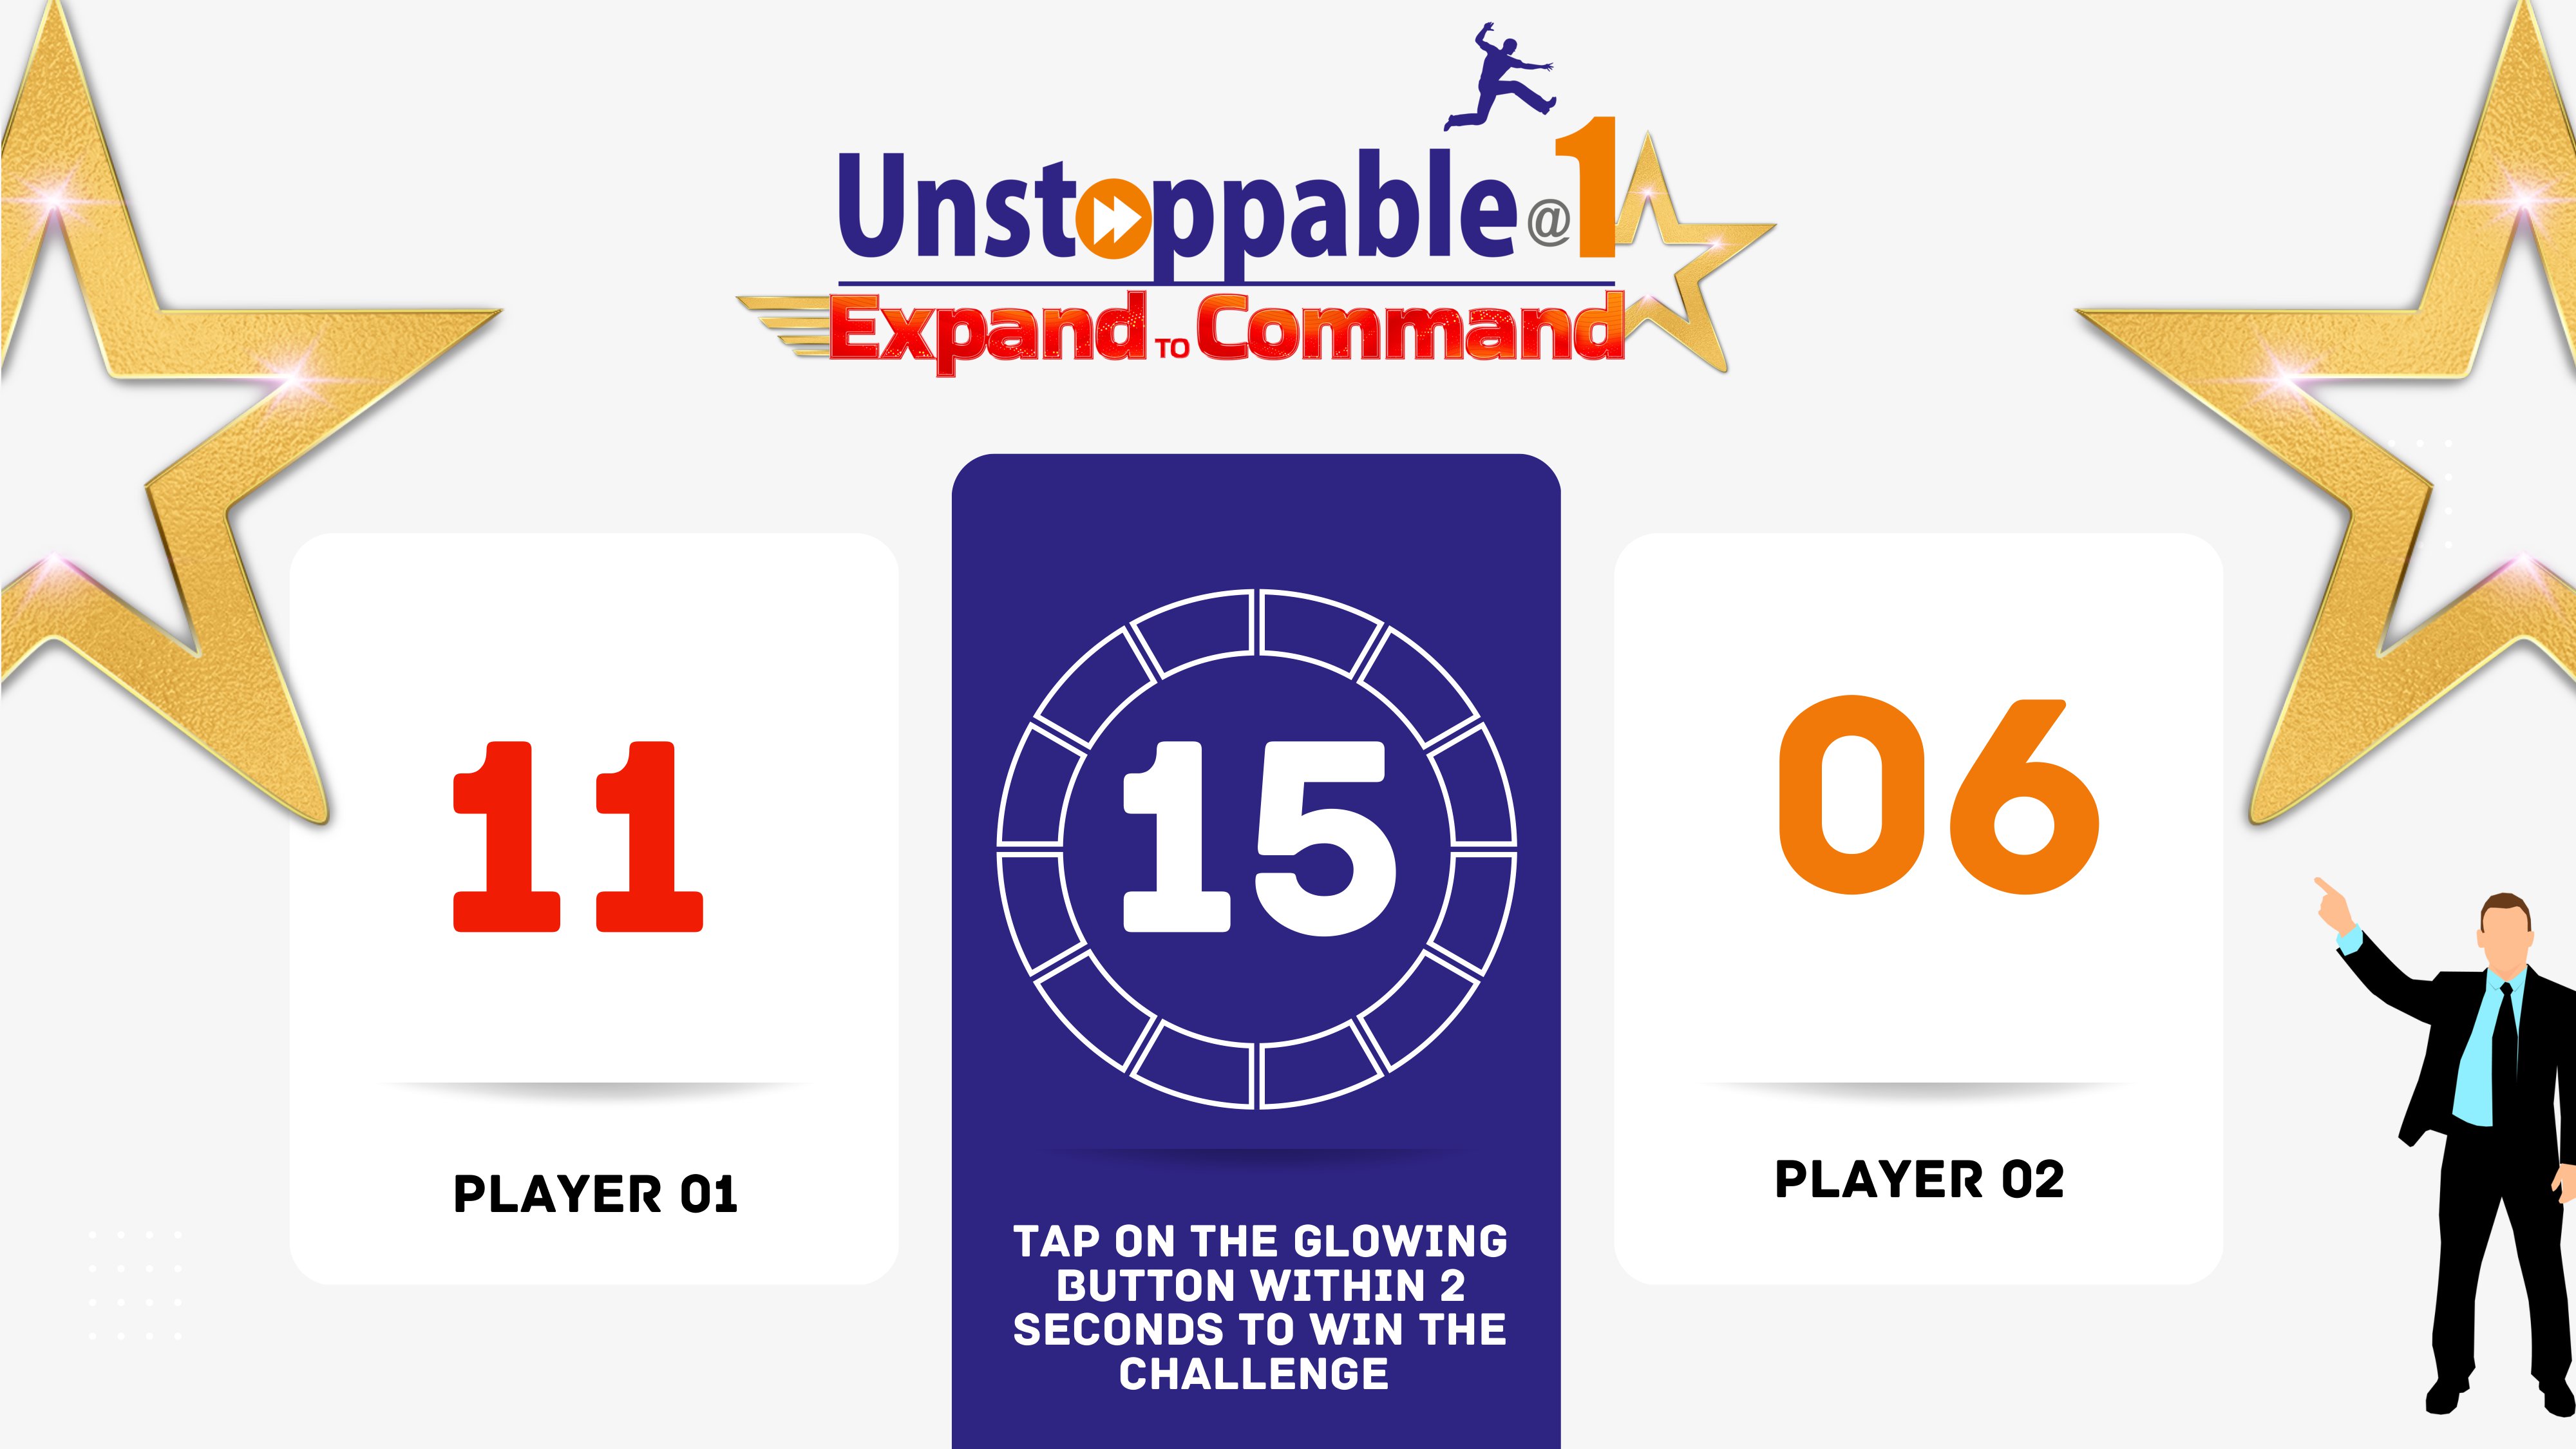 Unstoppable@1
Expand TO Command
11
15
06
PLAYER 01
PLAYER 02
TAP ON THE GLOWING
BUTTON WITHIN 2
SECONDS TO WIN THE
CHALLENGE